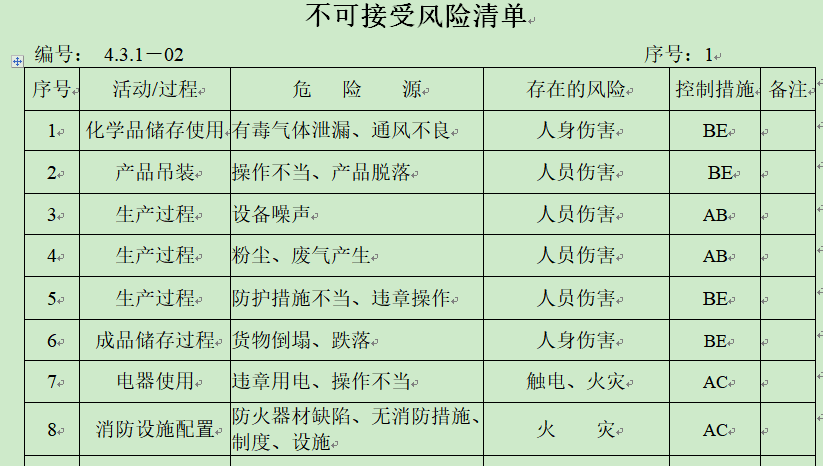 不可接受风险清单
编号： 4.3.1－02 序号：1
序号 活动/过程 危 险 源 存在的风险 控制措施 备注
1 化学品储存使用 有毒气体泄漏、通风不良 人身伤害 BE
2 产品吊装 操作不当、产品脱落 人员伤害 BE
3 生产过程 设备噪声 人员伤害 AB
4 生产过程 粉尘、废气产生 人员伤害 AB
5 生产过程 防护措施不当、违章操作 人员伤害 BE
6 成品储存过程 货物倒塌、跌落 人身伤害 BE
7 电器使用 违章用电、操作不当 触电、火灾 AC
8 消防设施配置 防火器材缺陷、无消防措施、 火 灾 AC
制度、设施